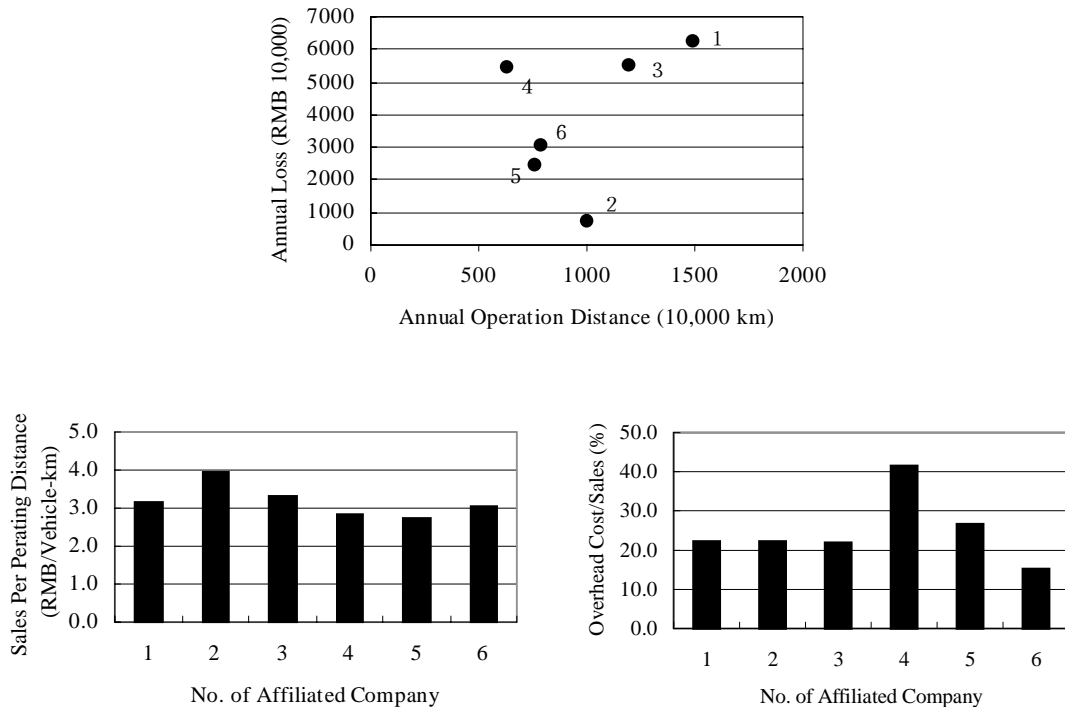 Annual Loss (RMB 10,000)
7000
6000
5000
4000
3000
2000
1000
0
1
3
4
6
5
2
0 500 1000 1500 2000
Annual Operation Distance (10,000 km)
Sales Per Perating Distance
(RMB/Vehicle-km)
5.0
4.0
3.0
2.0
1.0
0.0
1 2 3 4 5 6
No. of Affiliated Company
Overhead Cost/Sales (%)
50.0
40.0
30.0
20.0
10.0
0.0
1 2 3 4 5 6
No. of Affiliated Company